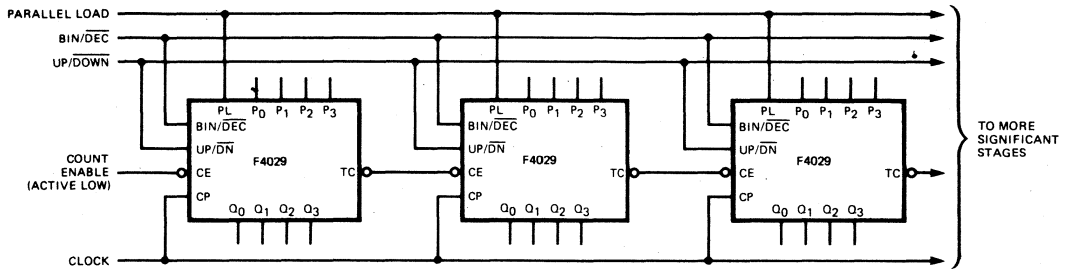 PARALLEL LOAD
BIN/DEC
UP/DOWN
PL P0 P1 P2 P3
BIN/DEC
UP/DN
F4029
CE
TC
CP
Q0 Q1 Q2 Q3
PL P0 P1 P2 P3
BIN/DEC
UP/DN
F4029
CE
TC
CP
Q0 Q1 Q2 Q3
PL P0 P1 P2 P3
BIN/DEC
UP/DN
F4029
CE
TC
CP
Q0 Q1 Q2 Q3
COUNT
ENABLE
(ACTIVE LOW)
CLOCK
TO MORE
SIGNIFICANT
STAGES